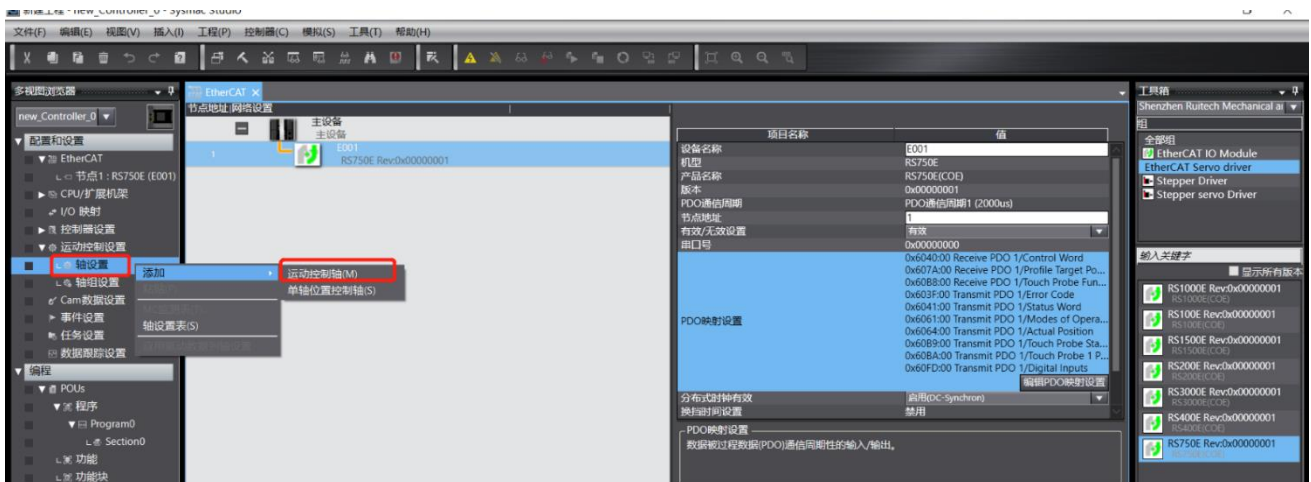 新建工程 - new_Controller_0 - Sysmac Studio
文件(F) 编辑(E) 视图(V) 插入(I) 工程(P) 控制器(C) 模拟(S) 工具(T) 帮助(H)
多视图浏览器
new_Controller_0
配置和设置
EtherCAT
节点1 : RS750E (E001)
CPU/扩展机架
I/O 映射
控制器设置
运动控制设置
轴设置
轴组设置
Cam数据设置
事件设置
任务设置
数据跟踪设置
编程
POUs
程序
Program0
Section0
功能
功能块
添加
轴设置表(S)
运动控制轴(M)
单轴位置控制轴(S)
EtherCAT
节点地址|网络设置
主设备
主设备
1
E001
RS750E Rev:0x00000001
项目名称 值
设备名称 E001
机型 RS750E
产品名称 RS750E(COE)
版本 0x00000001
PDO通信周期 PDO通信周期1 (2000us)
节点地址 1
有效/无效设置 有效
串口号 0x00000000
PDO映射设置
0x6040:00 Receive PDO 1/Control Word
0x607A:00 Receive PDO 1/Profile Target Po...
0x60B8:00 Receive PDO 1/Touch Probe Fun...
0x603F:00 Transmit PDO 1/Error Code
0x6041:00 Transmit PDO 1/Status Word
0x6061:00 Transmit PDO 1/Modes of Opera...
0x6064:00 Transmit PDO 1/Actual Position
0x60B9:00 Transmit PDO 1/Touch Probe Sta...
0x60BA:00 Transmit PDO 1/Touch Probe 1 P...
0x60FD:00 Transmit PDO 1/Digital Inputs
编辑PDO映射设置
分布式时钟有效 启用(DC-Synchron)
换挡时间设置 禁用
PDO映射设置
数据被过程数据(PDO)通信周期性的输入/输出。
工具箱
Shenzhen Ruitech Mechanical ai
组
全部组
EtherCAT IO Module
EtherCAT Servo driver
Stepper Driver
Stepper servo Driver
输入关键字
显示所有版本
RS1000E Rev:0x00000001
RS1000E(COE)
RS100E Rev:0x00000001
RS100E(COE)
RS1500E Rev:0x00000001
RS1500E(COE)
RS200E Rev:0x00000001
RS200E(COE)
RS3000E Rev:0x00000001
RS3000E(COE)
RS400E Rev:0x00000001
RS400E(COE)
RS750E Rev:0x00000001
RS750E(COE)